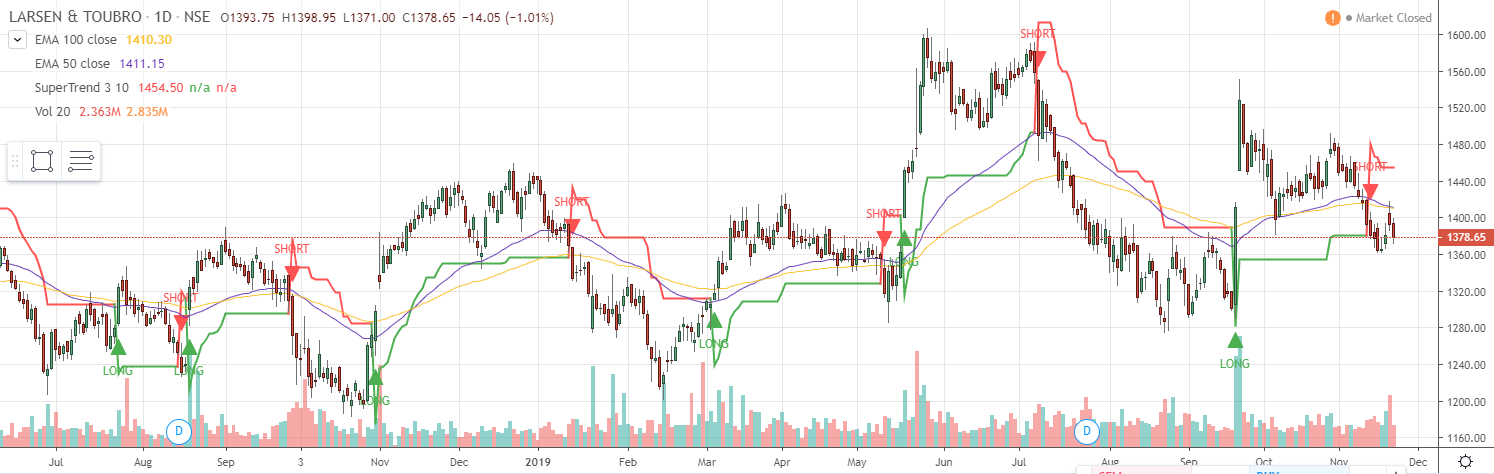 LARSEN & TOUBRO · 1D · NSE O1393.75 H1398.95 L1371.00 C1378.65 −14.05 (−1.01%)
Market Closed
EMA 100 close 1410.30
EMA 50 close 1411.15
SuperTrend 3 10 1454.50 n/a n/a
Vol 20 2.363M 2.835M
1600.00
1560.00
1520.00
1480.00
1440.00
1400.00
1378.65
1360.00
1320.00
1280.00
1240.00
1200.00
1160.00
SHORT
SHORT
SHORT
SHORT
SHORT
SHORT
LONG
LONG
LONG
LONG
LONG
LONG
D
D
Jul Aug Sep 3 Nov Dec 2019 Feb Mar Apr May Jun Jul Aug Sep Oct Nov Dec
SELL BUY